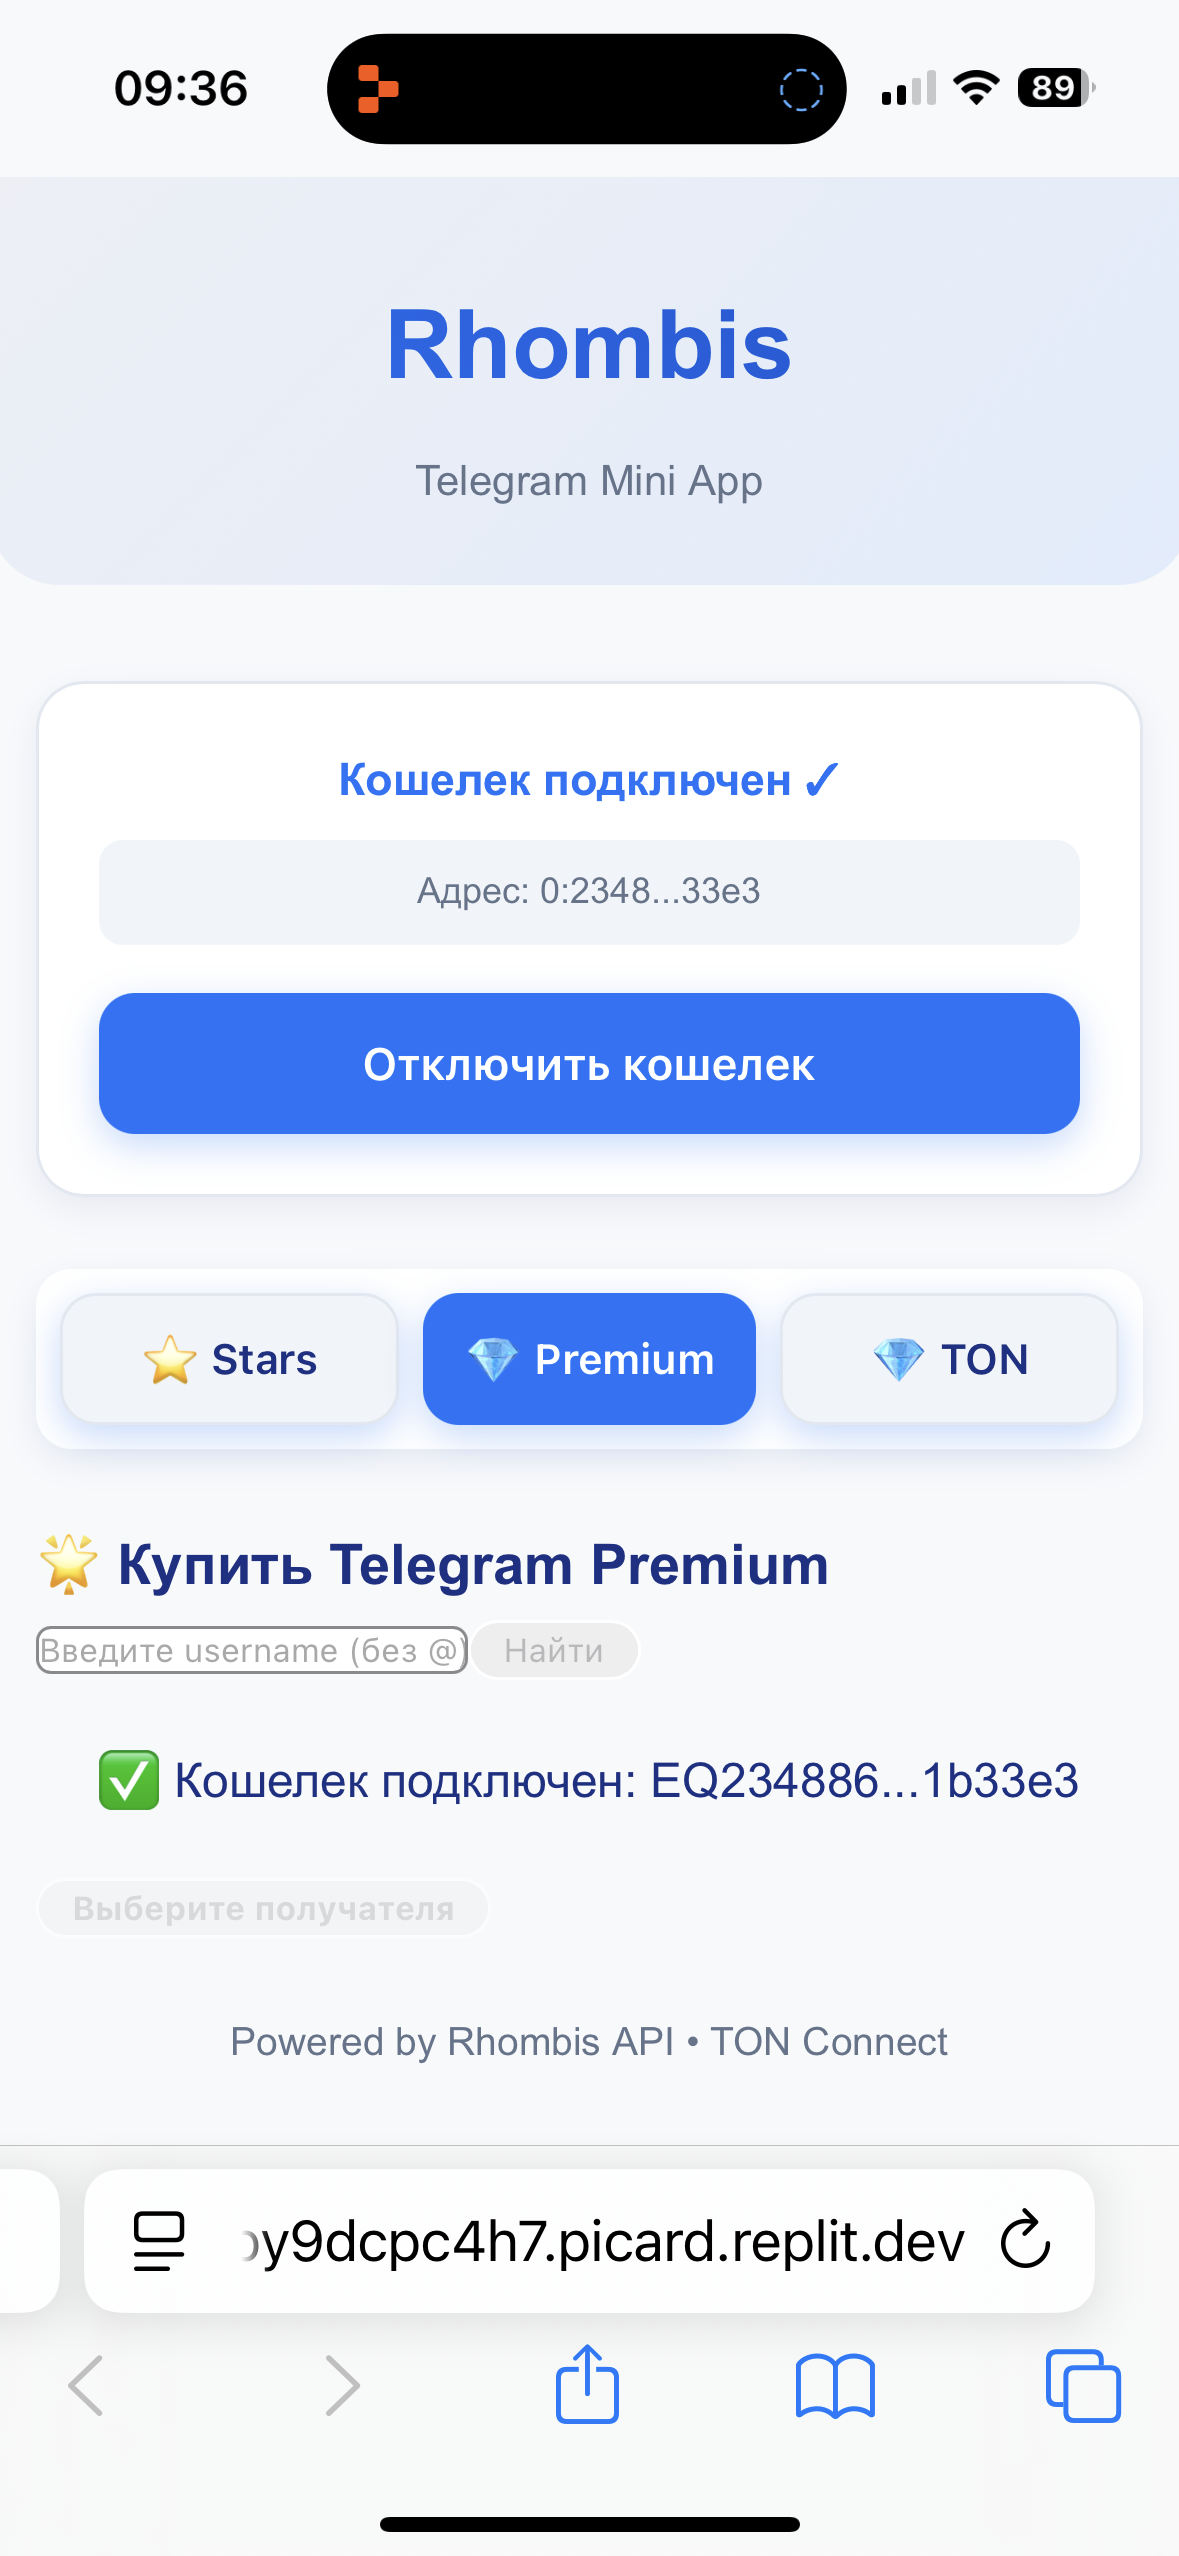 09:36
89
Rhombis
Telegram Mini App
Кошелек подключен ✓
Адрес: 0:2348...33e3
Отключить кошелек
⭐ Stars
💎 Premium
💎 TON
🌟 Купить Telegram Premium
Введите username (без @)
Найти
✅ Кошелек подключен: EQ234886...1b33e3
Выберите получателя
Powered by Rhombis API • TON Connect
y9dcpc4h7.picard.replit.dev